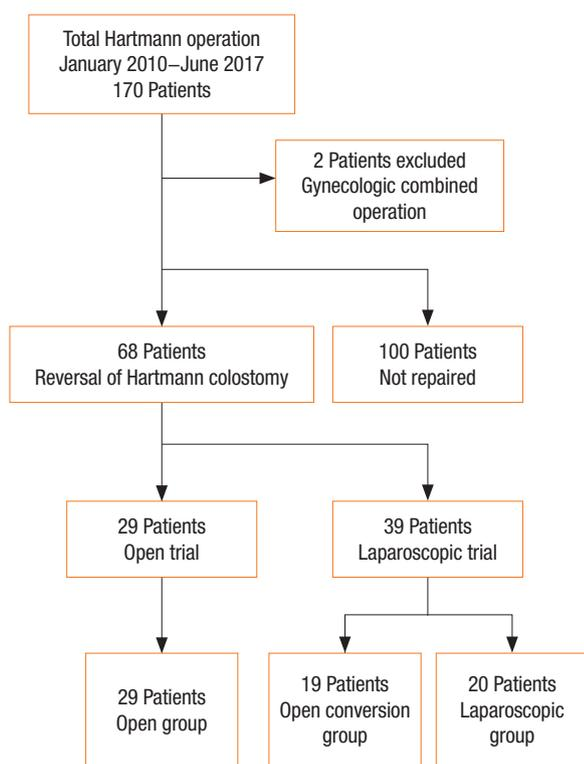 Total Hartmann operation
January 2010–June 2017
170 Patients
2 Patients excluded
Gynecologic combined
operation
68 Patients
Reversal of Hartmann colostomy
100 Patients
Not repaired
29 Patients
Open trial
39 Patients
Laparoscopic trial
29 Patients
Open group
19 Patients
Open conversion
group
20 Patients
Laparoscopic
group